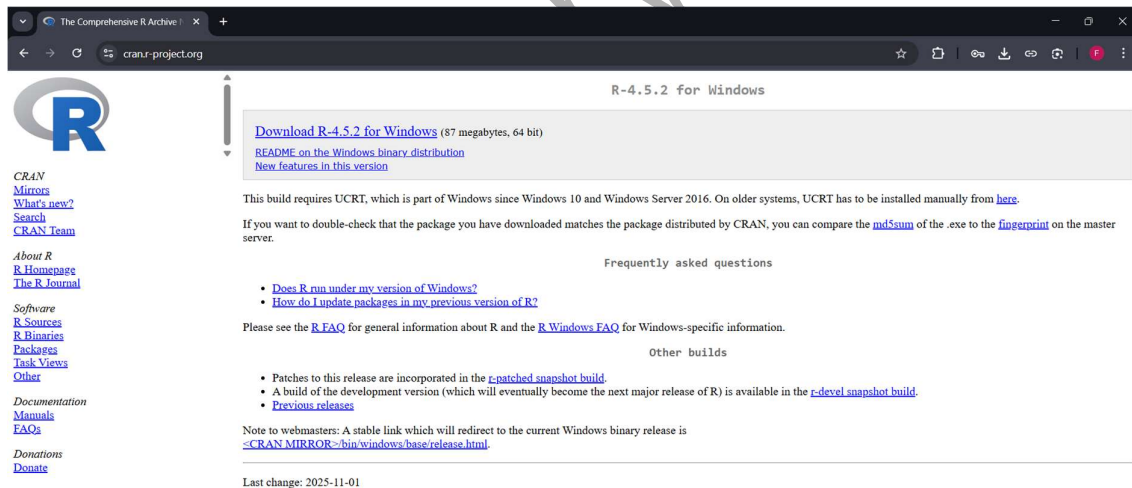 The Comprehensive R Archive N
cran.r-project.org
F
R
CRAN
Mirrors
What's new?
Search
CRAN Team
About R
R Homepage
The R Journal
Software
R Sources
R Binaries
Packages
Task Views
Other
Documentation
Manuals
FAQs
Donations
Donate
R-4.5.2 for Windows
Download R-4.5.2 for Windows (87 megabytes, 64 bit)
README on the Windows binary distribution
New features in this version
This build requires UCRT, which is part of Windows since Windows 10 and Windows Server 2016. On older systems, UCRT has to be installed manually from here.
If you want to double-check that the package you have downloaded matches the package distributed by CRAN, you can compare the md5sum of the .exe to the fingerprint on the master
server.
Frequently asked questions
• Does R run under my version of Windows?
• How do I update packages in my previous version of R?
Please see the R FAQ for general information about R and the R Windows FAQ for Windows-specific information.
Other builds
• Patches to this release are incorporated in the r-patched snapshot build.
• A build of the development version (which will eventually become the next major release of R) is available in the r-devel snapshot build.
• Previous releases
Note to webmasters: A stable link which will redirect to the current Windows binary release is
<CRAN MIRROR>/bin/windows/base/release.html.
Last change: 2025-11-01